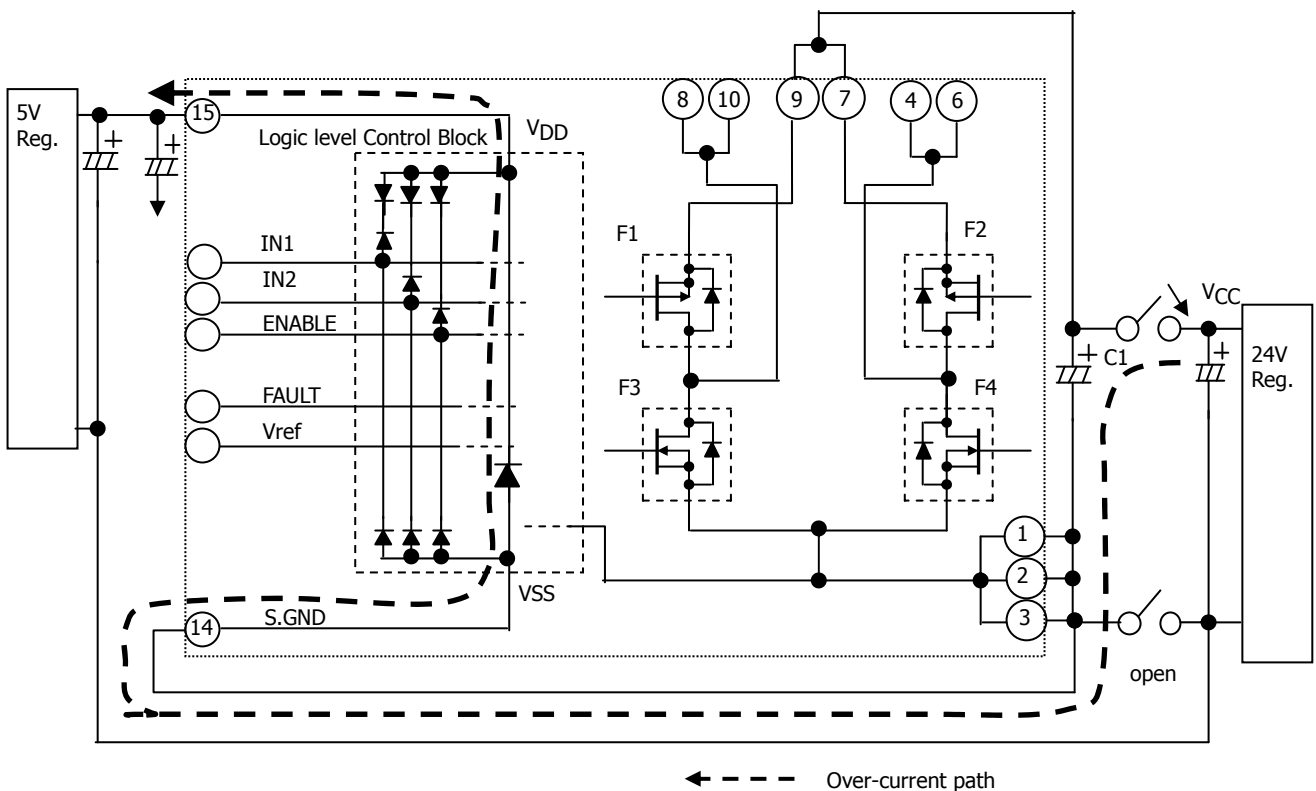 8 10 9 7 4 6
5V
Reg.
+
+
15
Logic level Control Block
VDD
F1
F2
IN1
IN2
ENABLE
VCC
+
C1
+
24V
Reg.
FAULT
Vref
F3
F4
1
2
3
VSS
S.GND
14
open
Over-current path